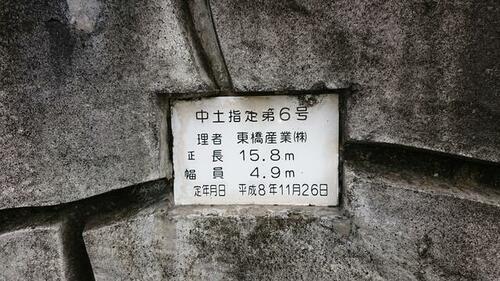 中土指定第6号
理者 東橋産業㈱
正長 15.8m
幅員 4.9m
定年月日 平成8年11月26日